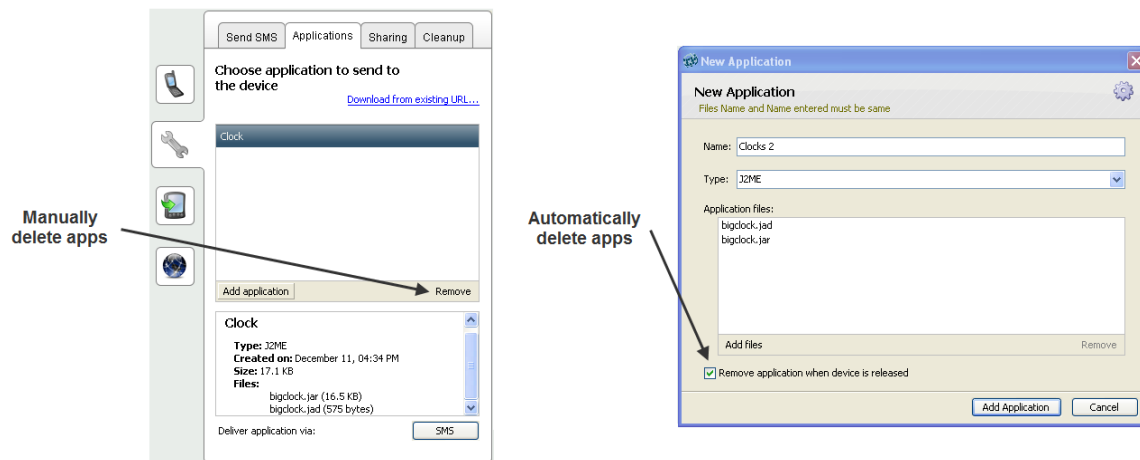 Send SMS
Applications
Sharing
Cleanup
Choose application to send to
the device
Download from existing URL...
Clock
Manually
delete apps
Add application
Remove
Clock
Type: J2ME
Created on: December 11, 04:34 PM
Size: 17.1 KB
Files:
bigclock.jar (16.5 KB)
bigclock.jad (575 bytes)
Deliver application via:
SMS
Automatically
delete apps
New Application
New Application
Files Name and Name entered must be same
Name:
Clocks 2
Type:
J2ME
Application files:
bigclock.jad
bigclock.jar
Add files
Remove
Remove application when device is released
Add Application
Cancel